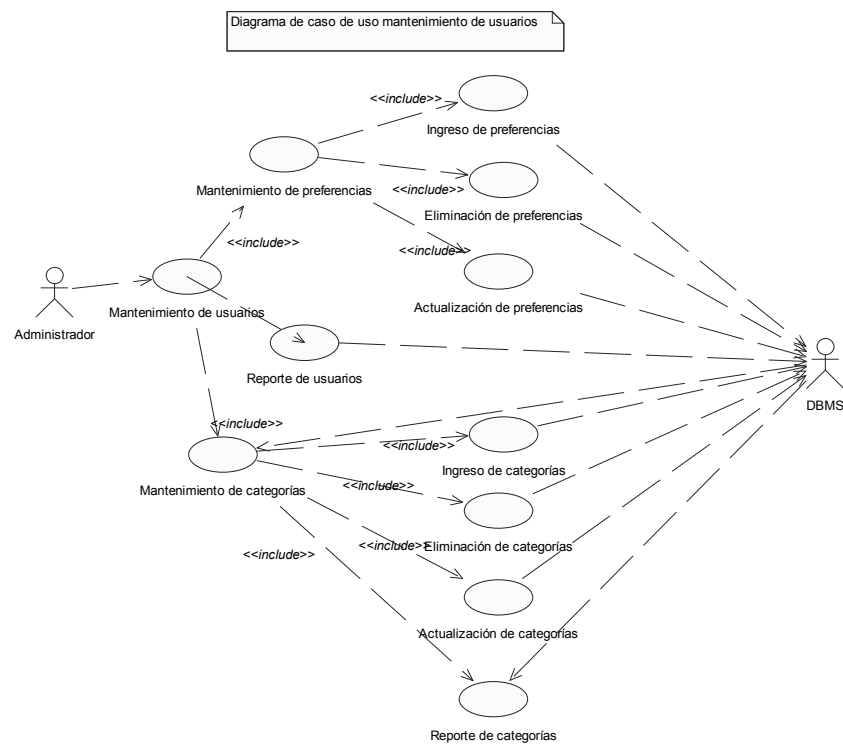 Diagrama de caso de uso mantenimiento de usuarios
<<include>>
Ingreso de preferencias
Mantenimiento de preferencias
<<include>>
Eliminación de preferencias
<<include>>
<<include>>
Actualización de preferencias
Administrador
Mantenimiento de usuarios
Reporte de usuarios
DBMS
<<include>>
<<include>>
Ingreso de categorías
Mantenimiento de categorías
<<include>>
<<include>>
<<include>>
Eliminación de categorías
Actualización de categorías
Reporte de categorías